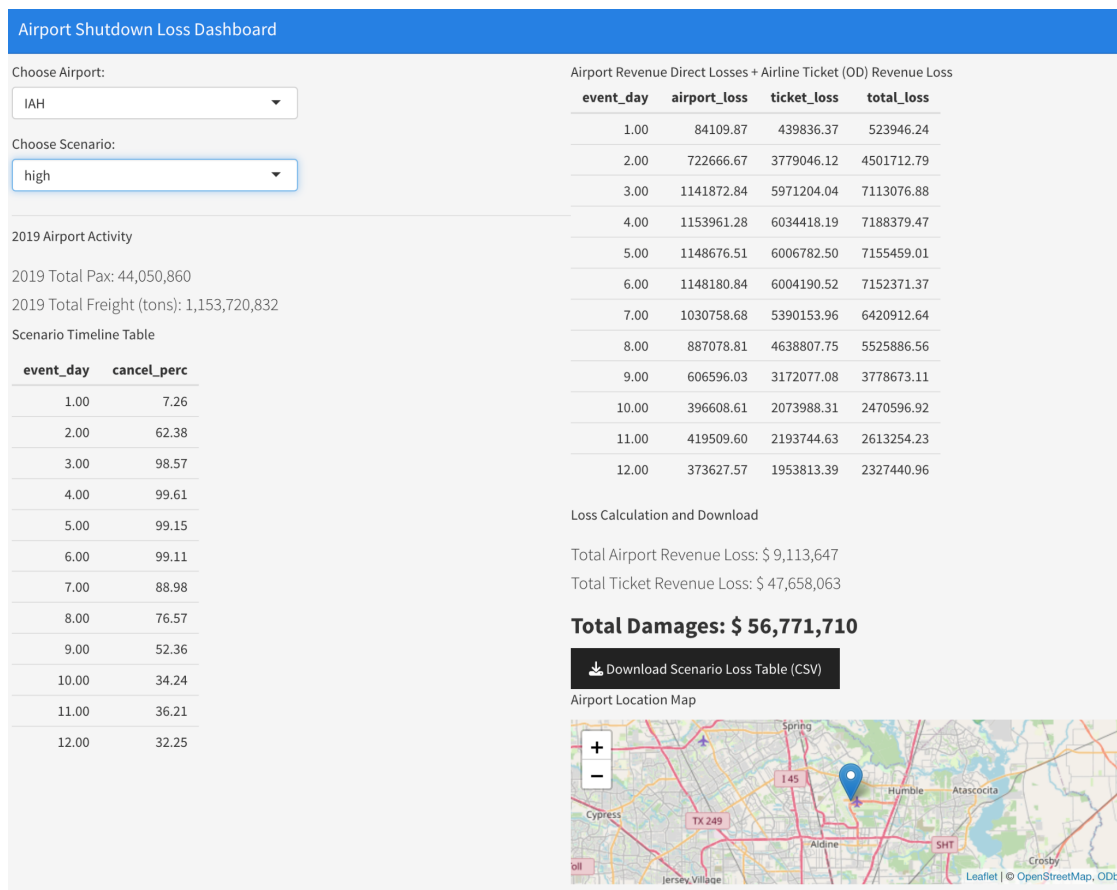 Airport Shutdown Loss Dashboard
Choose Airport:
IAH
Choose Scenario:
high
2019 Airport Activity
2019 Total Pax: 44,050,860
2019 Total Freight (tons): 1,153,720,832
Scenario Timeline Table
event_day cancel_perc
1.00 7.26
2.00 62.38
3.00 98.57
4.00 99.61
5.00 99.15
6.00 99.11
7.00 88.98
8.00 76.57
9.00 52.36
10.00 34.24
11.00 36.21
12.00 32.25
Airport Revenue Direct Losses + Airline Ticket (OD) Revenue Loss
event_day airport_loss ticket_loss total_loss
1.00 84109.87 439836.37 523946.24
2.00 722666.67 3779046.12 4501712.79
3.00 1141872.84 5971204.04 7113076.88
4.00 1153961.28 6034418.19 7188379.47
5.00 1148676.51 6006782.50 7155459.01
6.00 1148180.84 6004190.52 7152371.37
7.00 1030758.68 5390153.96 6420912.64
8.00 887078.81 4638807.75 5525886.56
9.00 606596.03 3172077.08 3778673.11
10.00 396608.61 2073988.31 2470596.92
11.00 419509.60 2193744.63 2613254.23
12.00 373627.57 1953813.39 2327440.96
Loss Calculation and Download
Total Airport Revenue Loss: $ 9,113,647
Total Ticket Revenue Loss: $ 47,658,063
Total Damages: $ 56,771,710
Download Scenario Loss Table (CSV)
Airport Location Map
+
−
Spring
I 45
Humble
Atascocita
Cypress
TX 249
Aldine
SHT
Crosby
oll
Jersey Village
Leaflet | © OpenStreetMap, ODb